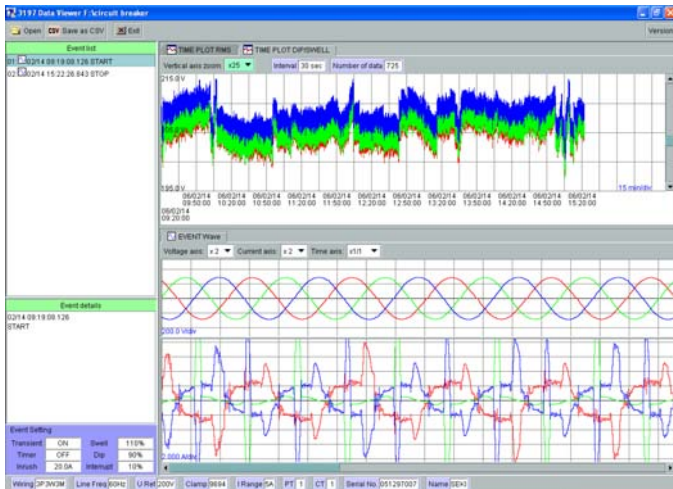 3197 Data Viewer F:\circuit breaker
Open CSV Save as CSV Exit Version
Event list
01 02/14 09:19:08.126 START
02 02/14 15:22:26.843 STOP
TIME PLOT RMS TIME PLOT DIP/SWELL
Vertical axis zoom: x25 Interval 30 sec Number of data 725
215.0 V
195.0 V
15 min/div
06/02/14 06/02/14 06/02/14 06/02/14 06/02/14 06/02/14 06/02/14 06/02/14 06/02/14 06/02/14 06/02/14 06/02/14
09:50:00 10:20:00 10:50:00 11:20:00 11:50:00 12:20:00 12:50:00 13:20:00 13:50:00 14:20:00 14:50:00 15:20:00
06/02/14
09:20:00
EVENT Wave
Voltage axis: x 2 Current axis: x 2 Time axis: x1/1
200.0 V/div
2.000 A/div
Event details
02/14 09:19:08.126
START
Event Setting
Transient ON Swell 110%
Timer OFF Dip 90%
Inrush 20.0A Interrupt 10%
Wiring 3P3W3M Line Freq 60Hz U Ref 200V Clamp 9694 I Range 5A PT 1 CT 1 Serial No. 051297007 Name SEKI